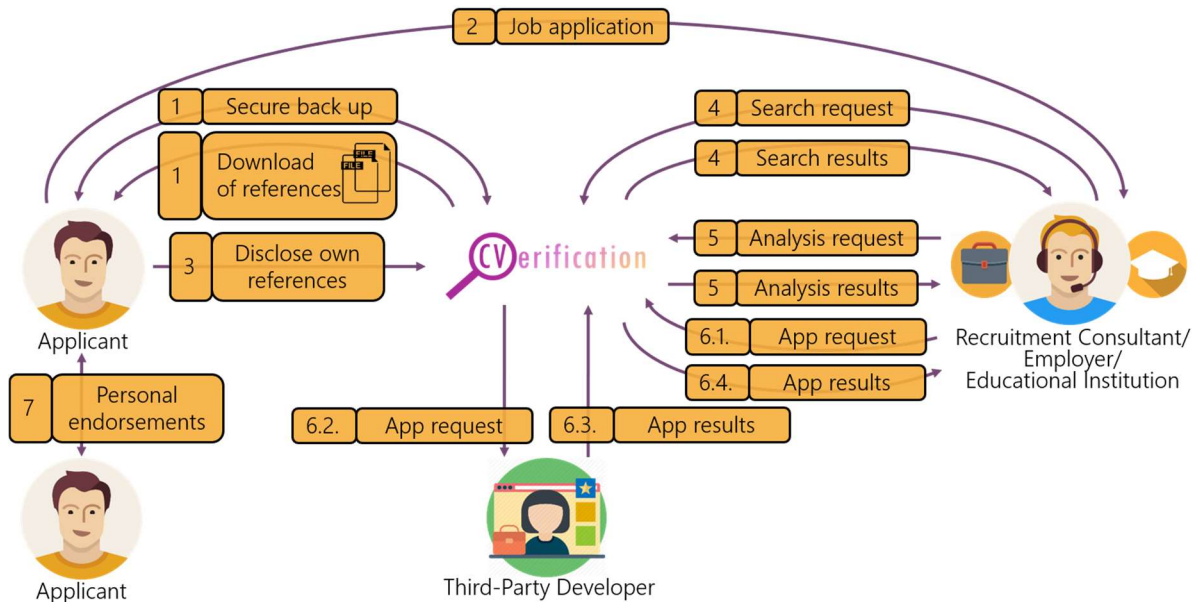 2 Job application
1 Secure back up
1 Download
of references
FILE
FILE
3 Disclose own
references
4 Search request
4 Search results
CVerification
5 Analysis request
5 Analysis results
6.1. App request
6.4. App results
Applicant
Recruitment Consultant/
Employer/
Educational Institution
7 Personal
endorsements
6.2. App request
6.3. App results
Applicant
Third-Party Developer